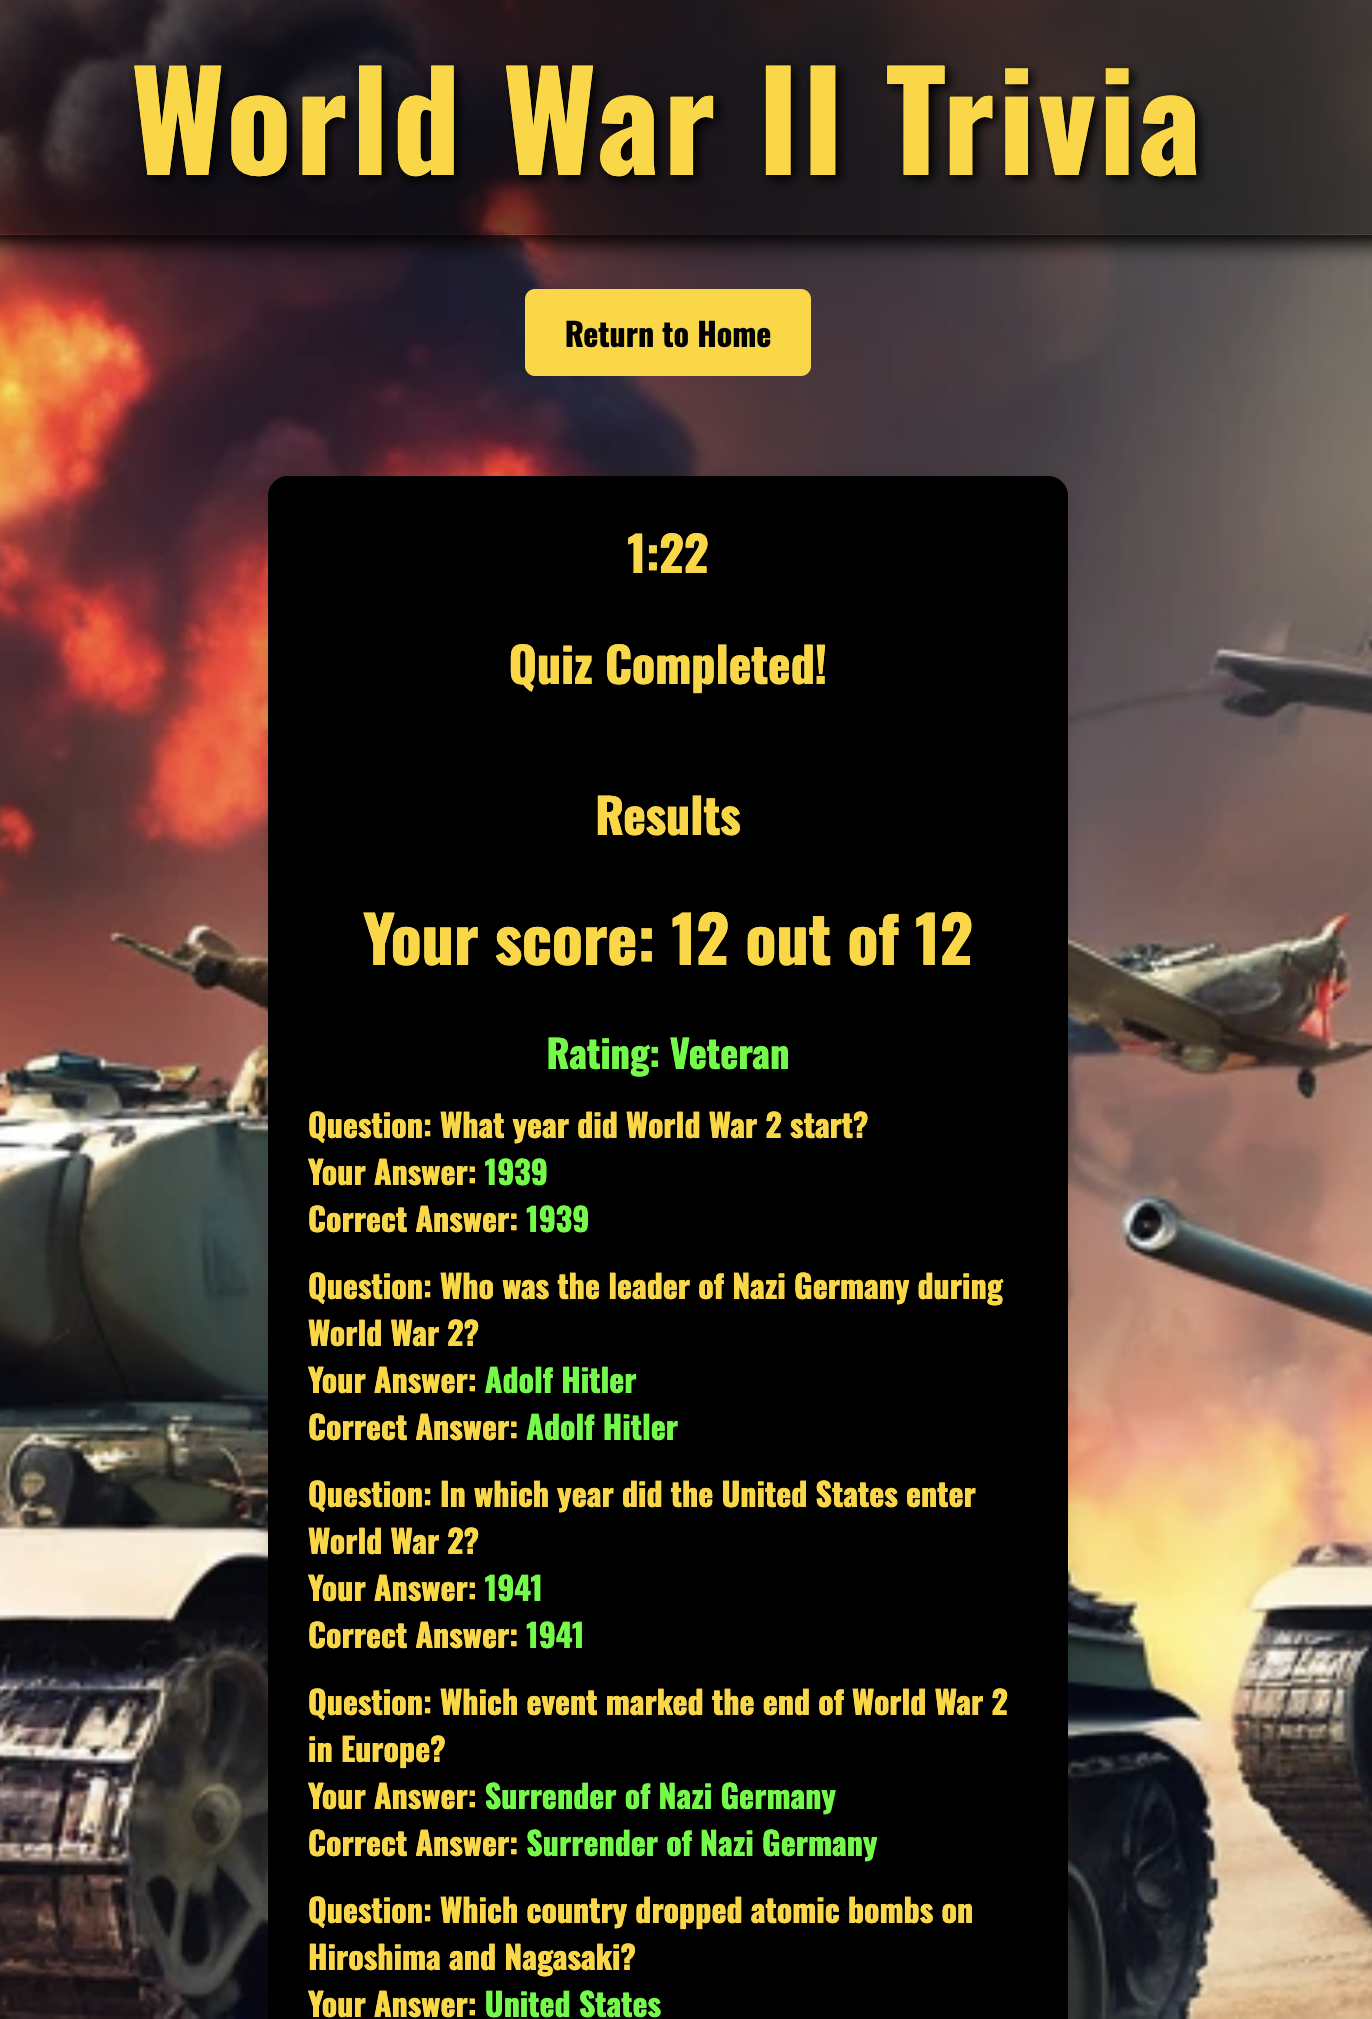 World War II Trivia
Return to Home
1:22
Quiz Completed!
Results
Your score: 12 out of 12
Rating: Veteran
Question: What year did World War 2 start?
Your Answer: 1939
Correct Answer: 1939
Question: Who was the leader of Nazi Germany during
World War 2?
Your Answer: Adolf Hitler
Correct Answer: Adolf Hitler
Question: In which year did the United States enter
World War 2?
Your Answer: 1941
Correct Answer: 1941
Question: Which event marked the end of World War 2
in Europe?
Your Answer: Surrender of Nazi Germany
Correct Answer: Surrender of Nazi Germany
Question: Which country dropped atomic bombs on
Hiroshima and Nagasaki?
Your Answer: United States